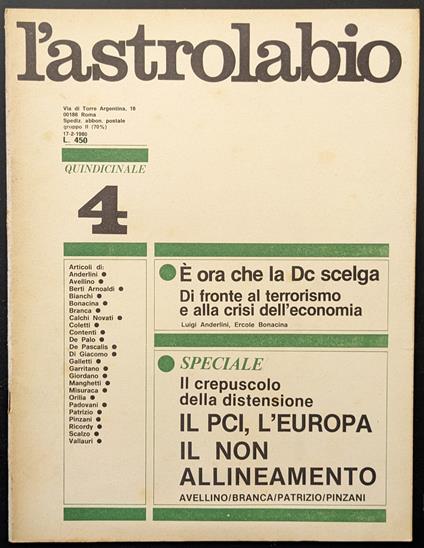 l'astrolabio
Via di Torre Argentina, 18
00186 Roma
Spediz. abbon. postale
gruppo II (70%)
17-2-1980
L. 450
QUINDICINALE
4
Articoli di:
Anderlini ●
Avellino ●
Berti Arnoaldi ●
Bianchi ●
Bonacina ●
Branca ●
Calchi Novati ●
Coletti ●
Contenti ●
De Palo ●
De Pascalis ●
Di Giacomo ●
Galletti ●
Garritano ●
Giordano ●
Manghetti ●
Misuraca ●
Orilia ●
Padovani ●
Patrizio ●
Pinzani ●
Ricordy ●
Scalzo ●
Vallauri ●
● È ora che la Dc scelga
Di fronte al terrorismo
e alla crisi dell'economia
Luigi Anderlini, Ercole Bonacina
● SPECIALE
Il crepuscolo
della distensione
IL PCI, L'EUROPA
IL NON
ALLINEAMENTO
AVELLINO/BRANCA/PATRIZIO/PINZANI